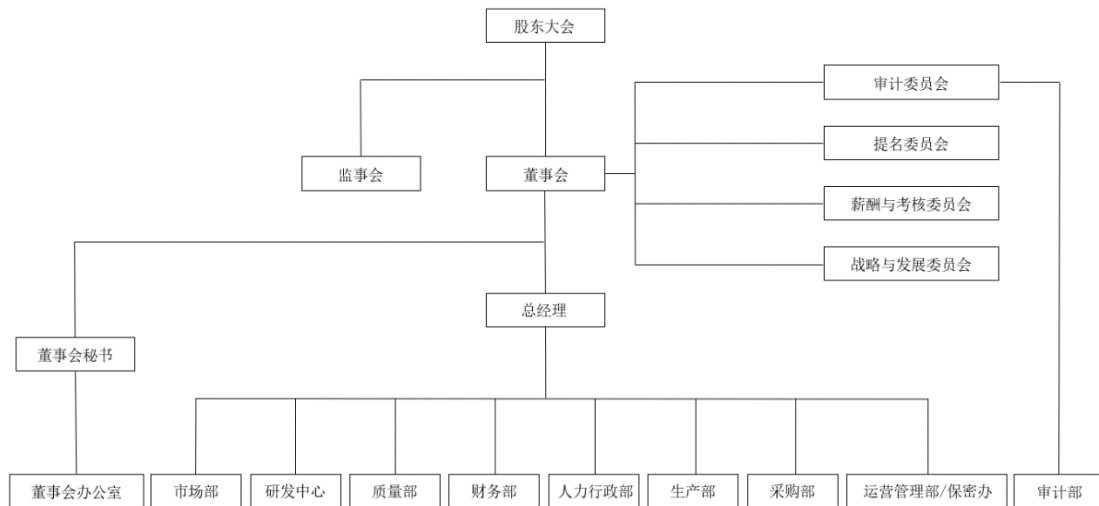 股东大会
审计委员会
提名委员会
监事会
董事会
薪酬与考核委员会
战略与发展委员会
总经理
董事会秘书
董事会办公室
市场部
研发中心
质量部
财务部
人力行政部
生产部
采购部
运营管理部/保密办
审计部